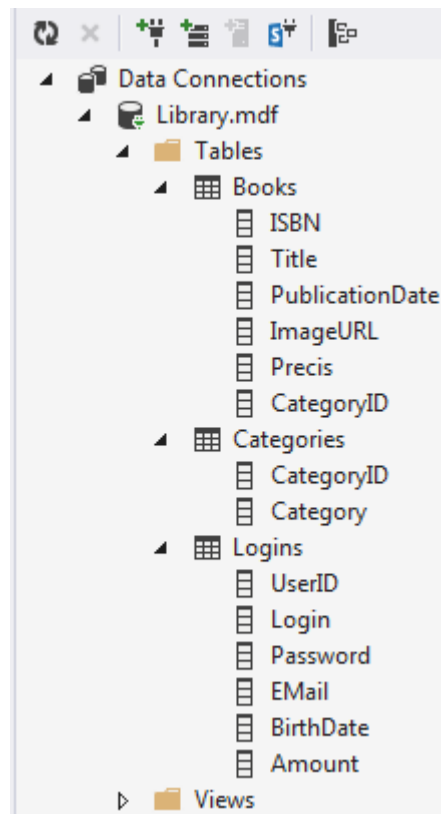 Data Connections
Library.mdf
Tables
Books
ISBN
Title
PublicationDate
ImageURL
Precis
CategoryID
Categories
CategoryID
Category
Logins
UserID
Login
Password
EMail
BirthDate
Amount
Views